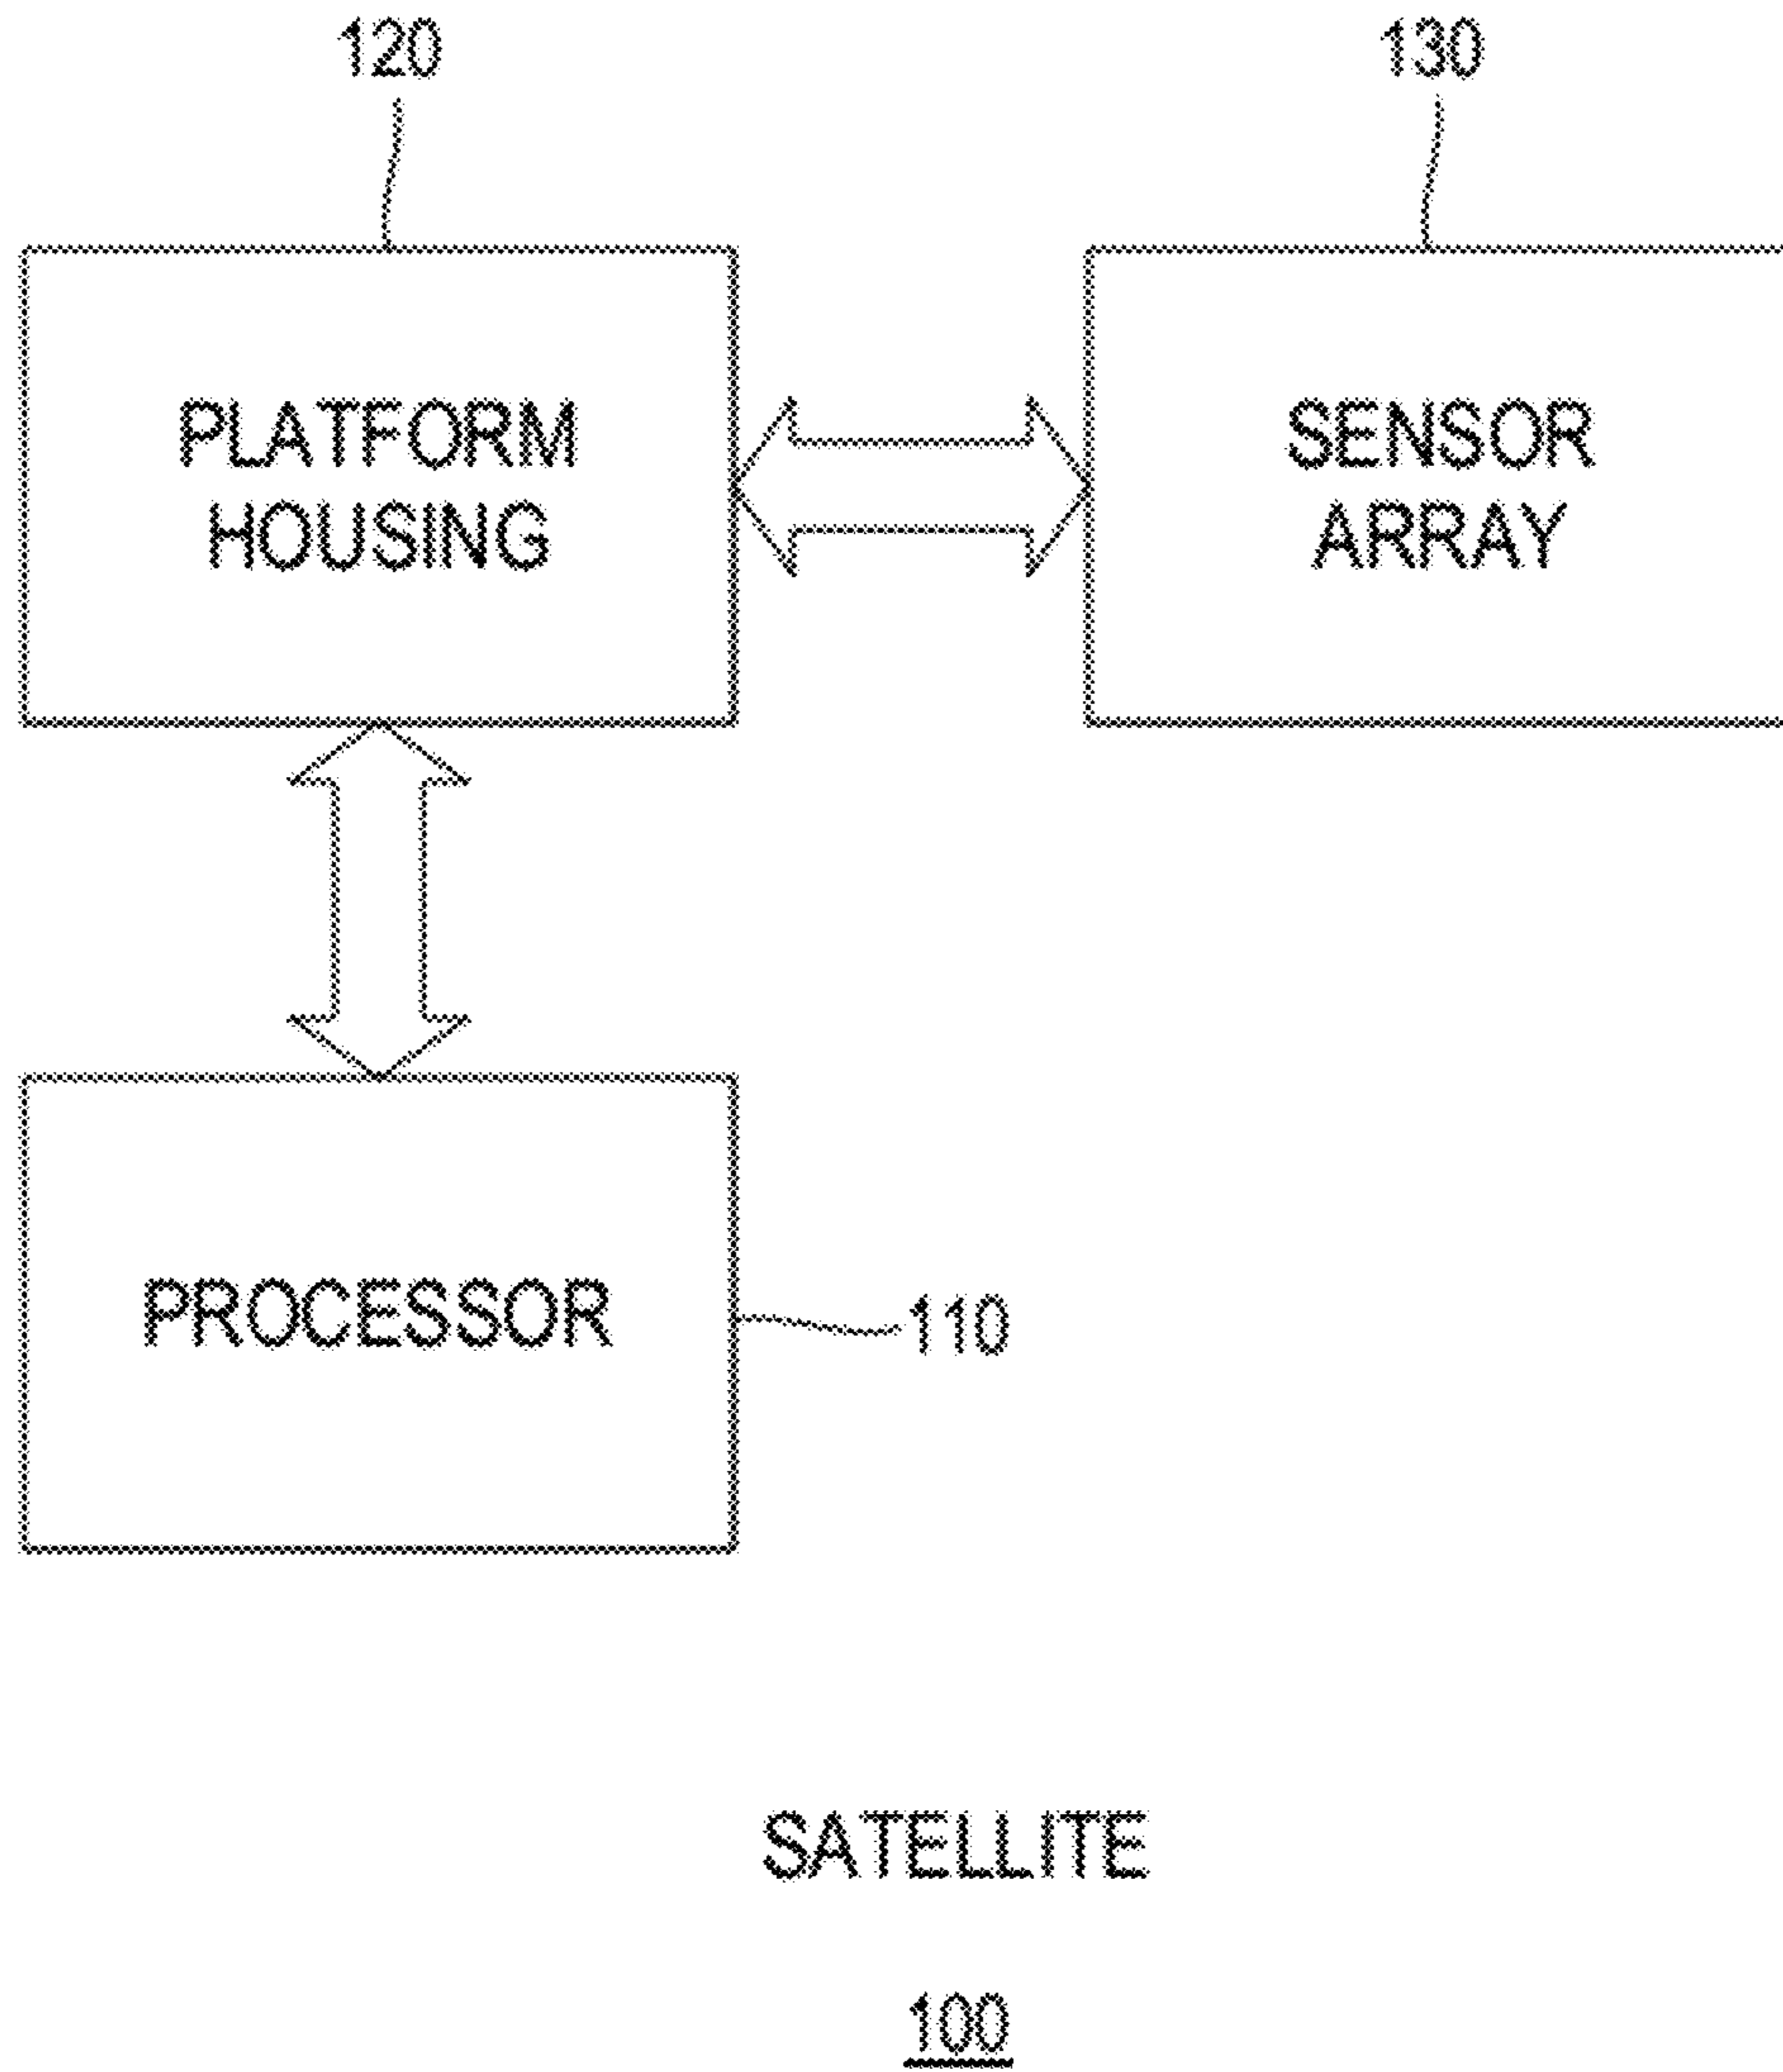 120
130
PLATFORM
HOUSING
SENSOR
ARRAY
PROCESSOR
110
SATELLITE
100